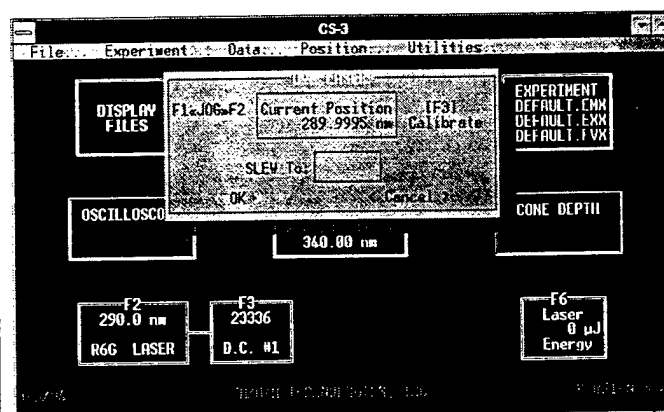 CS-3
File Experiment Data Position Utilities
DISPLAY
FILES
F1«JOG»F2
Current Position
289.9995 nm
[F3]
Calibrate
EXPERIMENT
DEFAULT.CMX
DEFAULT.EXX
DEFAULT.FVX
SLEW To:
OK
Cancel
OSCILLOSCO
340.00 nm
CONE DEPTH
F2
290.0 nm
R6G LASER
F3
23336
D.C. #1
F6
Laser
0 µJ
Energy